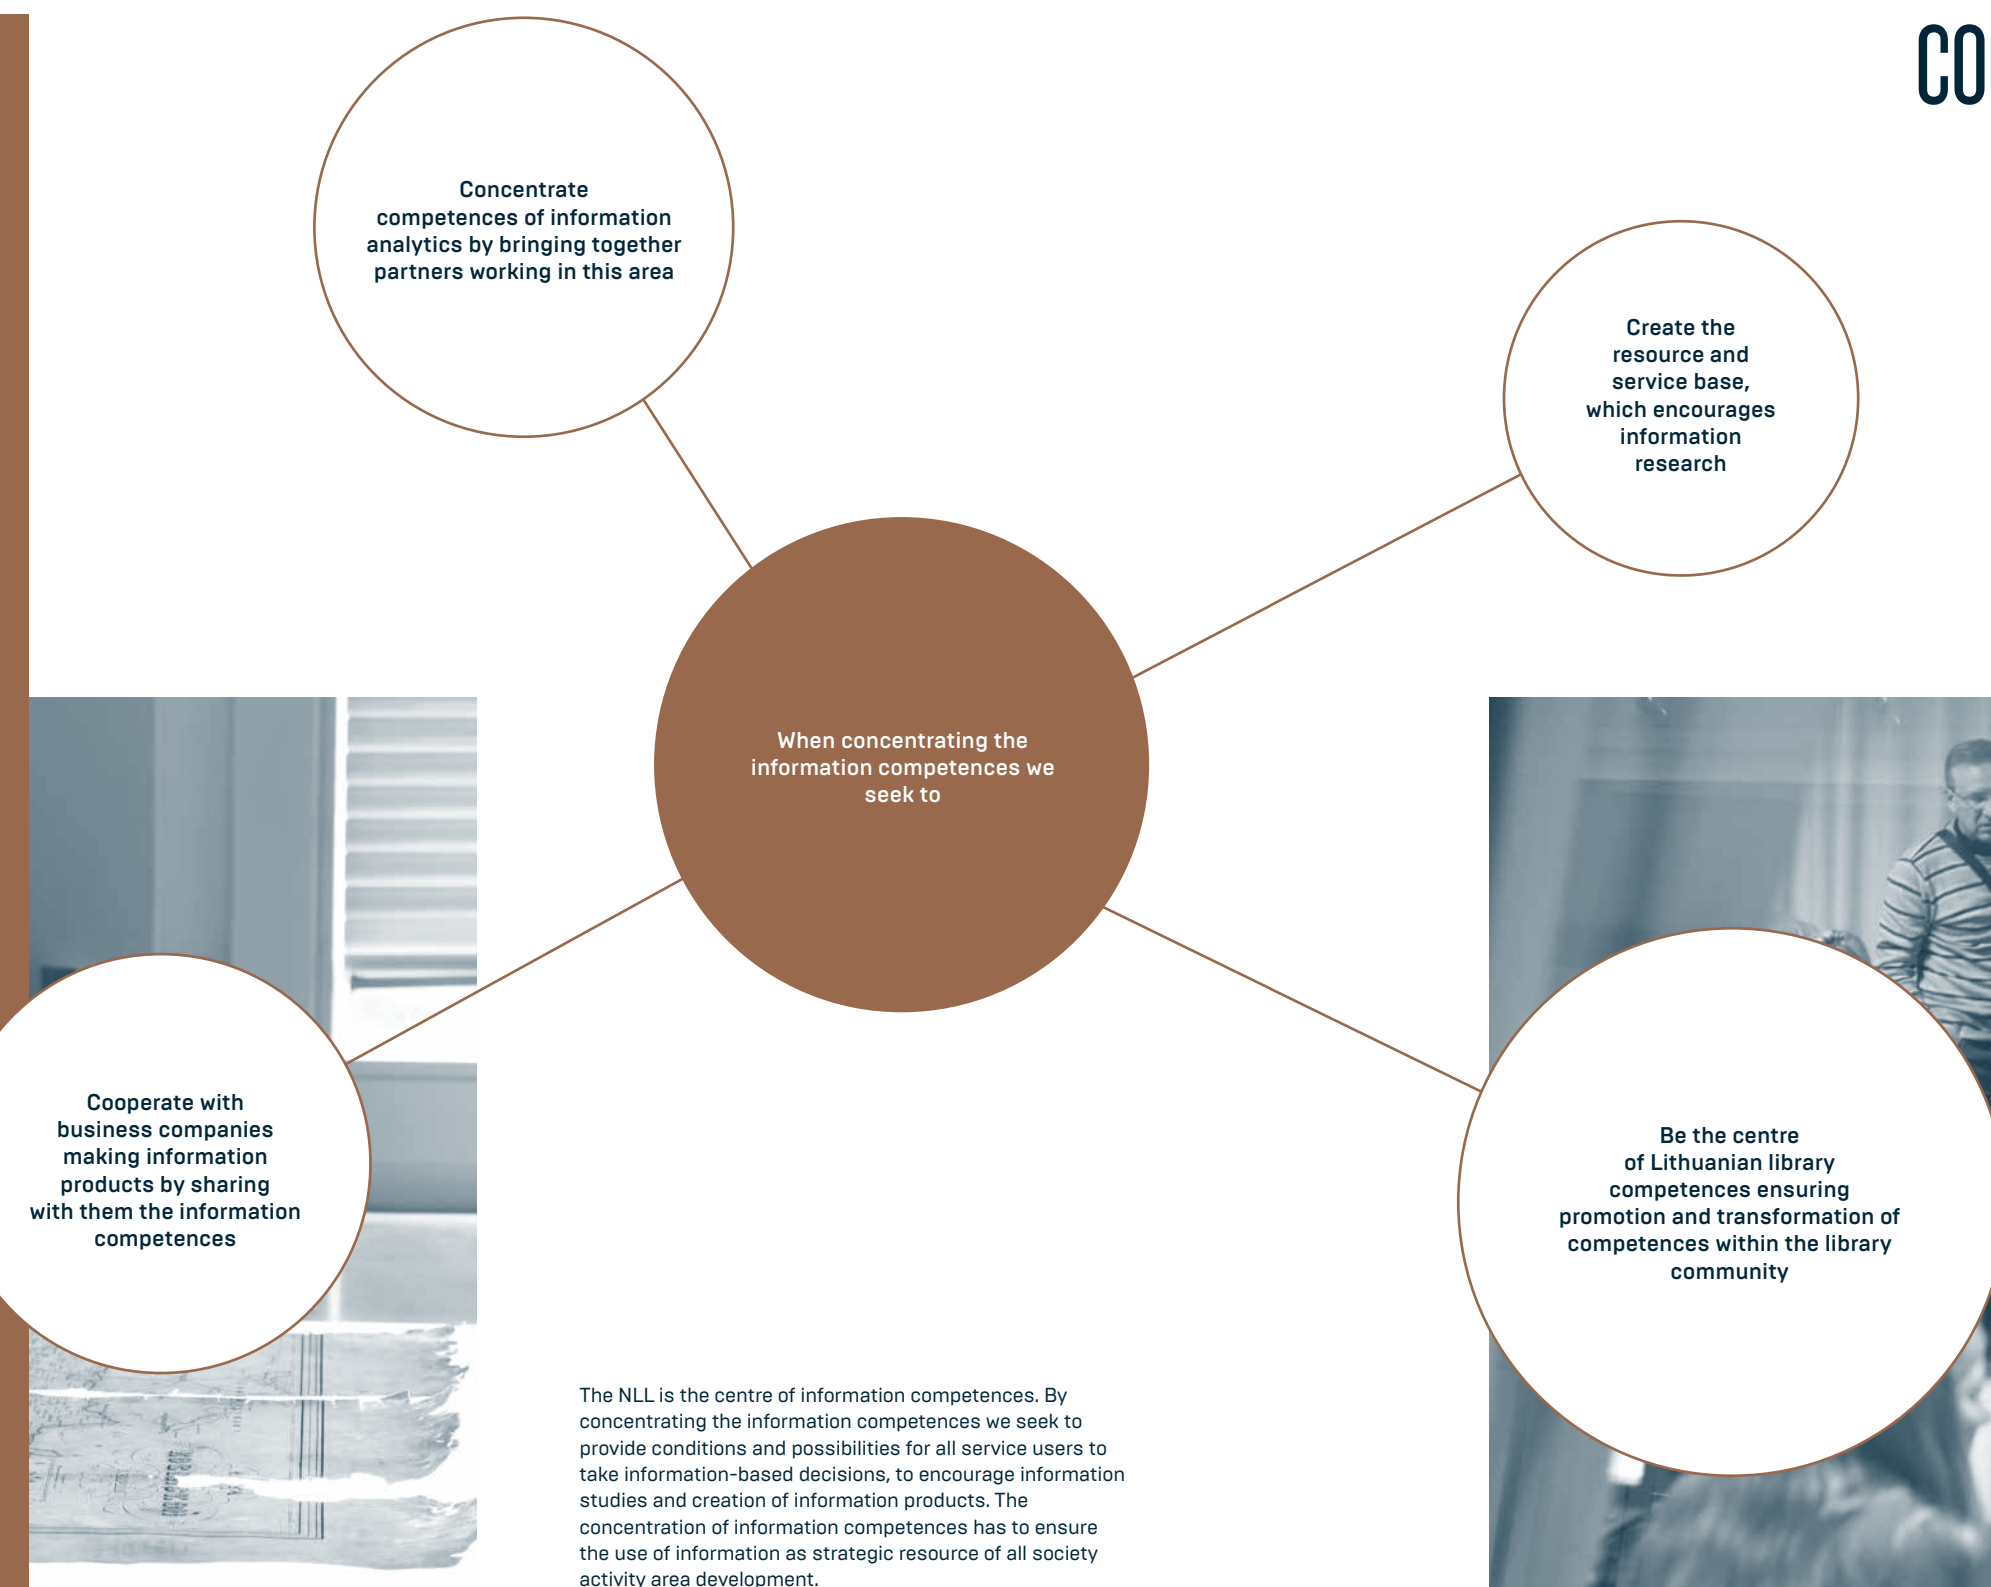 CO
Concentrate
competences of information
analytics by bringing together
partners working in this area
Create the
resource and
service base,
which encourages
information
research
When concentrating the
information competences we
seek to
Cooperate with
business companies
making information
products by sharing
with them the information
competences
Be the centre
of Lithuanian library
competences ensuring
promotion and transformation of
competences within the library
community
The NLL is the centre of information competences. By
concentrating the information competences we seek to
provide conditions and possibilities for all service users to
take information-based decisions, to encourage information
studies and creation of information products. The
concentration of information competences has to ensure
the use of information as strategic resource of all society
activity area development.